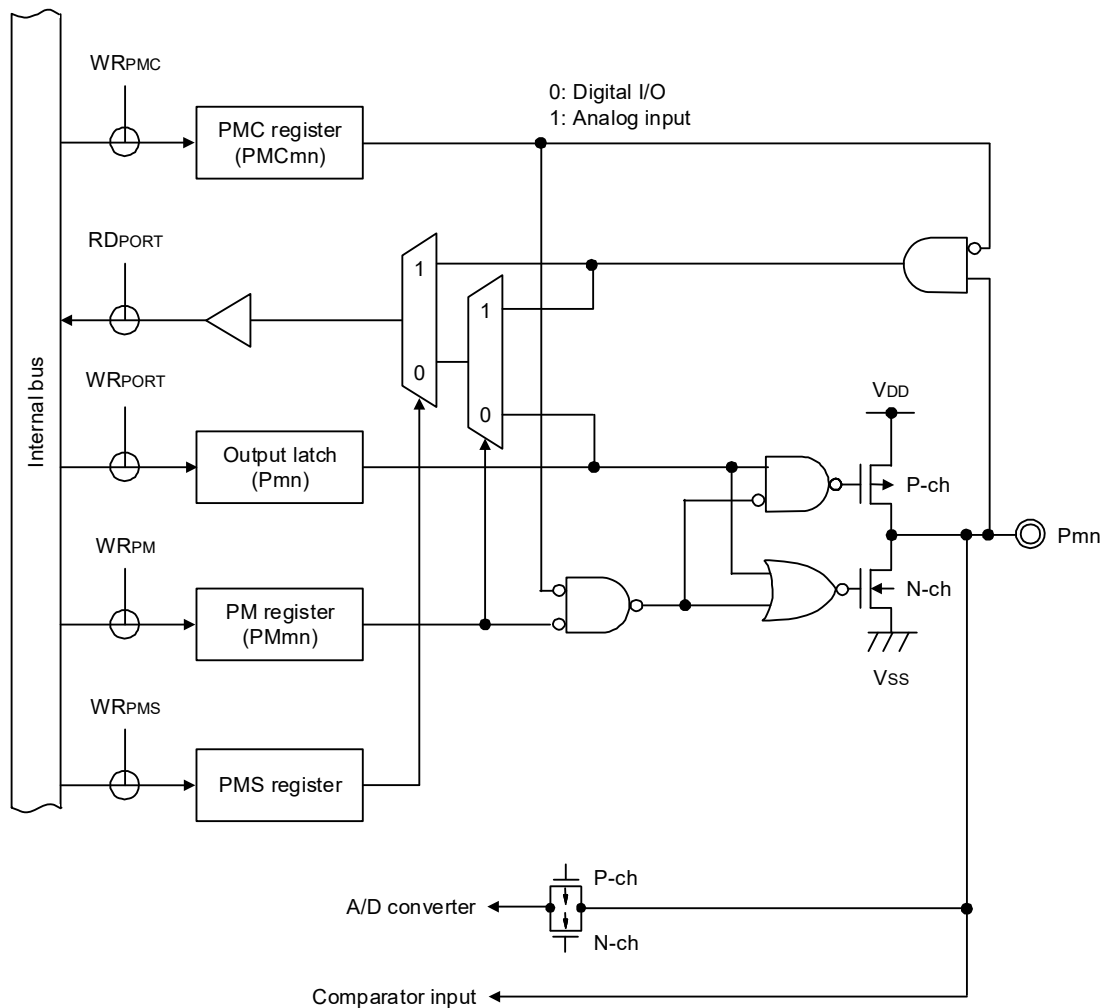 WRPMC
0: Digital I/O
1: Analog input
PMC register
(PMCmn)
RDPORT
1
1
0
0
Internal bus
WRPORT
VDD
Output latch
(Pmn)
P-ch
Pmn
WRPM
N-ch
PM register
(PMmn)
VSS
WRPMS
PMS register
P-ch
A/D converter
N-ch
Comparator input